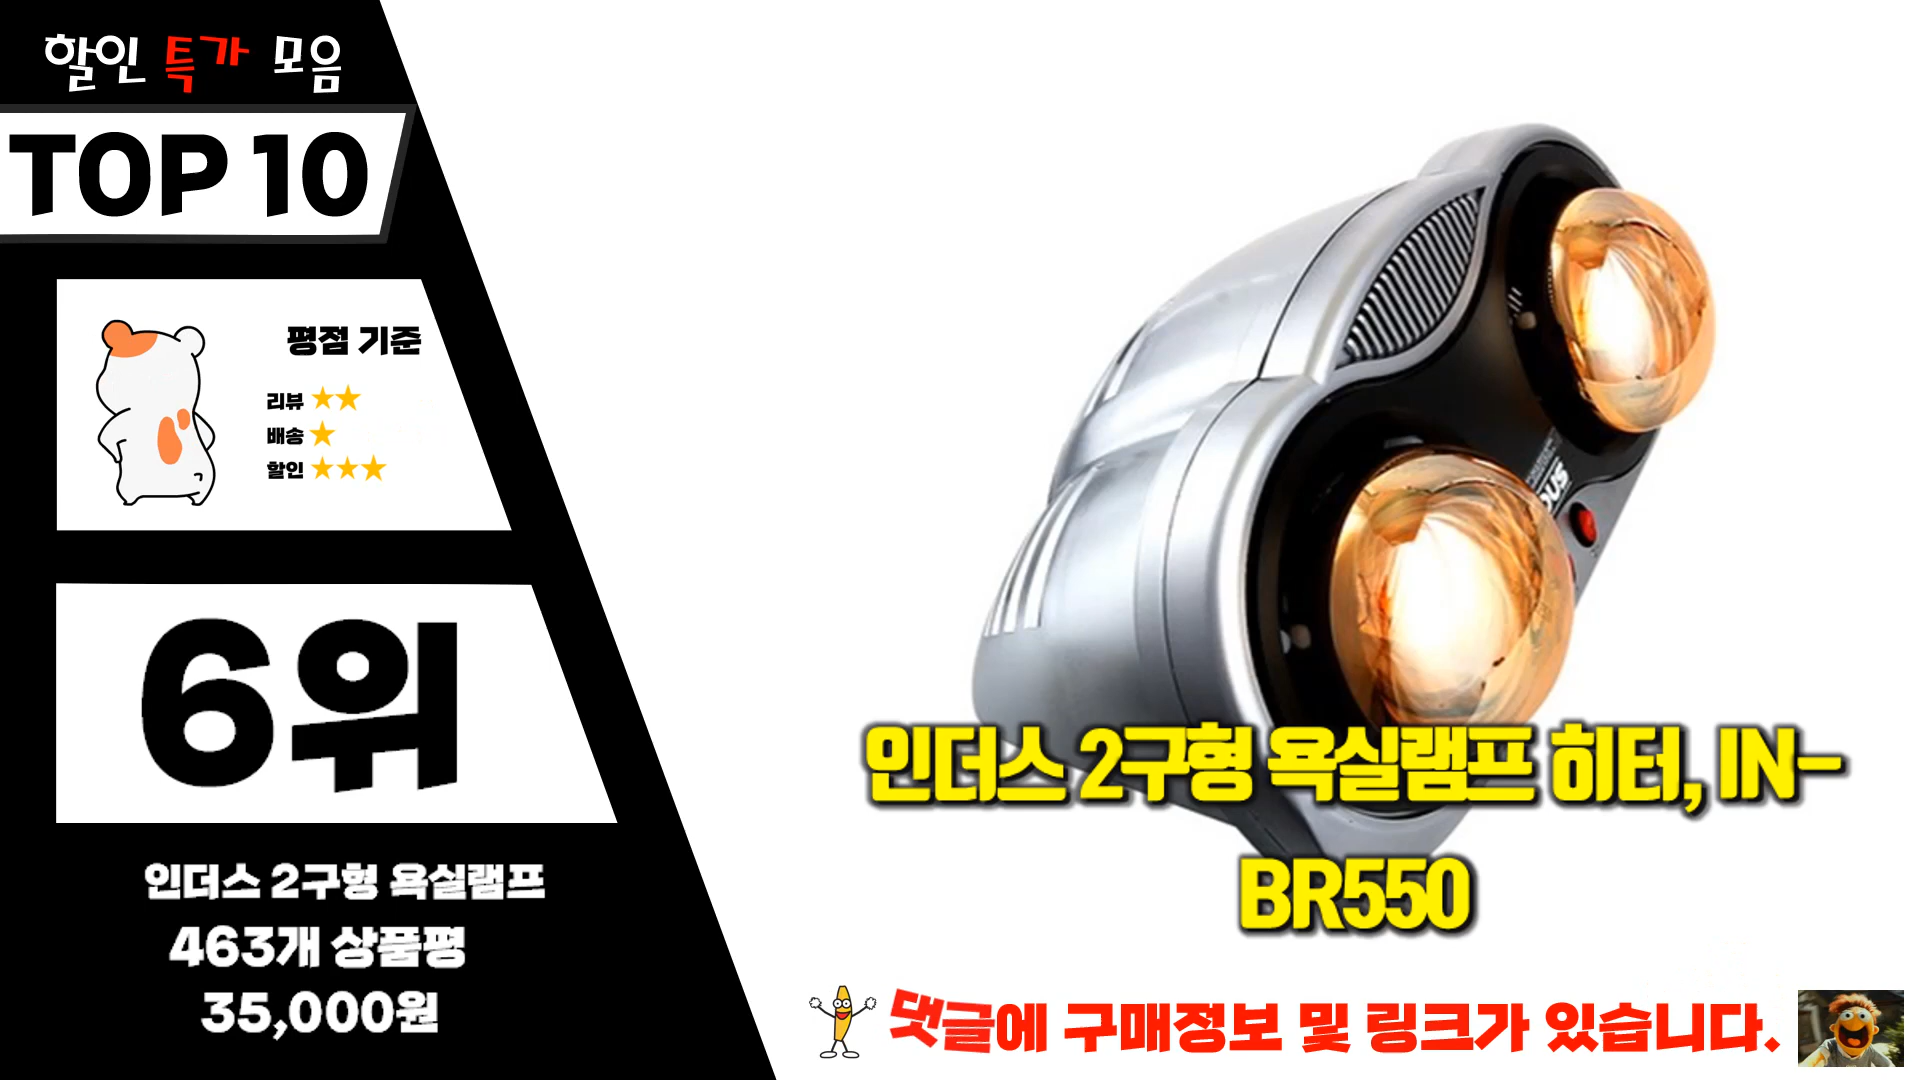 할인 특가 모음
TOP 10
평점 기준
리뷰 ★★
배송 ★
할인 ★★★
6위
인더스 2구형 욕실램프
463개 상품평
35,000원
인더스 2구형 욕실램프 히터, IN-
BR550
댓글에 구매정보 및 링크가 있습니다.